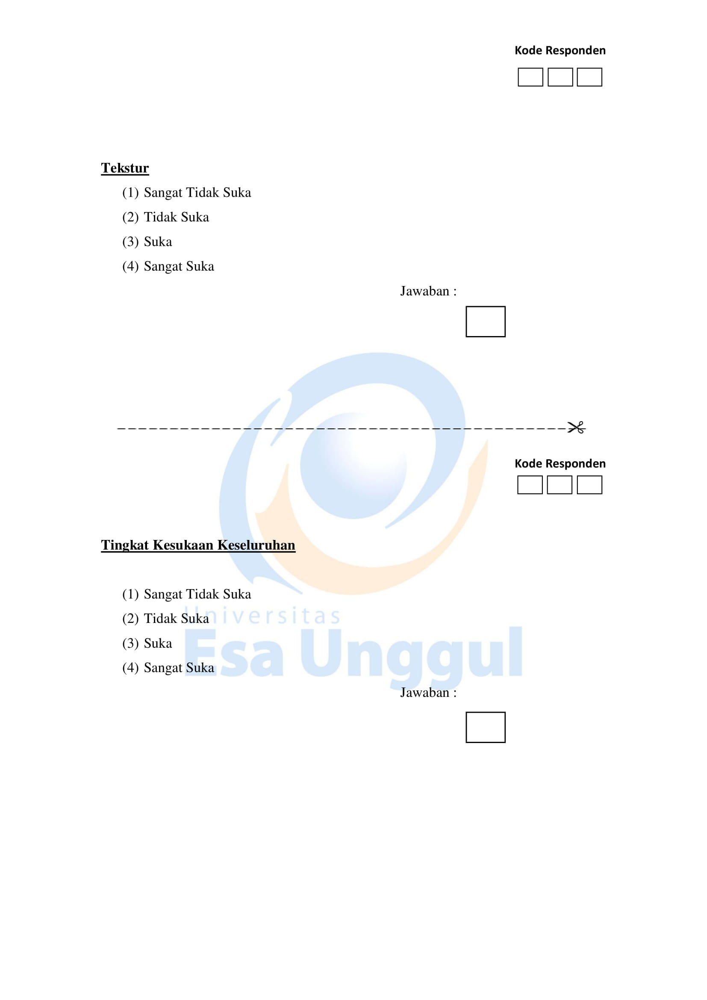 Kode Responden
Tekstur
(1) Sangat Tidak Suka
(2) Tidak Suka
(3) Suka
(4) Sangat Suka
Jawaban :
Kode Responden
Tingkat Kesukaan Keseluruhan
(1) Sangat Tidak Suka
Universitas
(2) Tidak Suka
(3) Suka
Esa Unggul
(4) Sangat Suka
Jawaban :